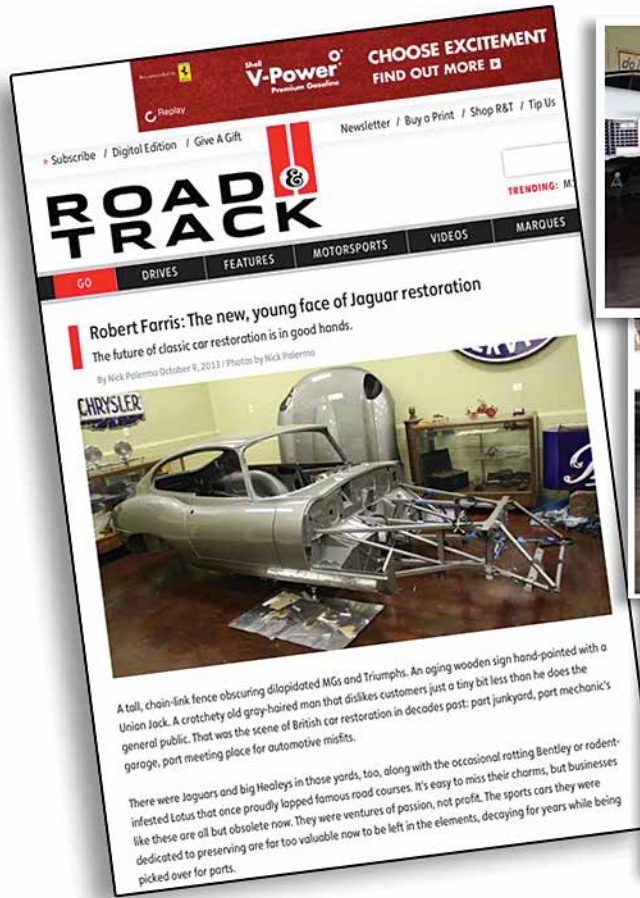 Shell
V-Power
Premium Gasoline
CHOOSE EXCITEMENT
FIND OUT MORE
Replay
Subscribe / Digital Edition / Give A Gift
Newsletter / Buy a Print / Shop R&T / Tip Us
ROAD &
TRACK
TRENDING:
GO DRIVES FEATURES MOTORSPORTS VIDEOS MARQUES
Robert Farris: The new, young face of Jaguar restoration
The future of classic car restoration is in good hands.
By Nick Palermo October 9, 2013 / Photos by Nick Palermo
CHRYSLER
A tall, chain-link fence obscuring dilapidated MGs and Triumphs. An aging wooden sign hand-painted with a
Union Jack. A crotchety old gray-haired man that dislikes customers just a tiny bit less than he does the
general public. That was the scene of British car restoration in decades past: part junkyard, part mechanic's
garage, part meeting place for automotive misfits.
There were Jaguars and big Healeys in those yards, too, along with the occasional rotting Bentley or rodent-
infested Lotus that once proudly lapped famous road courses. It's easy to miss their charms, but businesses
like these are all but obsolete now. They were ventures of passion, not profit. The sports cars they were
dedicated to preserving are far too valuable now to be left in the elements, decaying for years while being
picked over for parts.